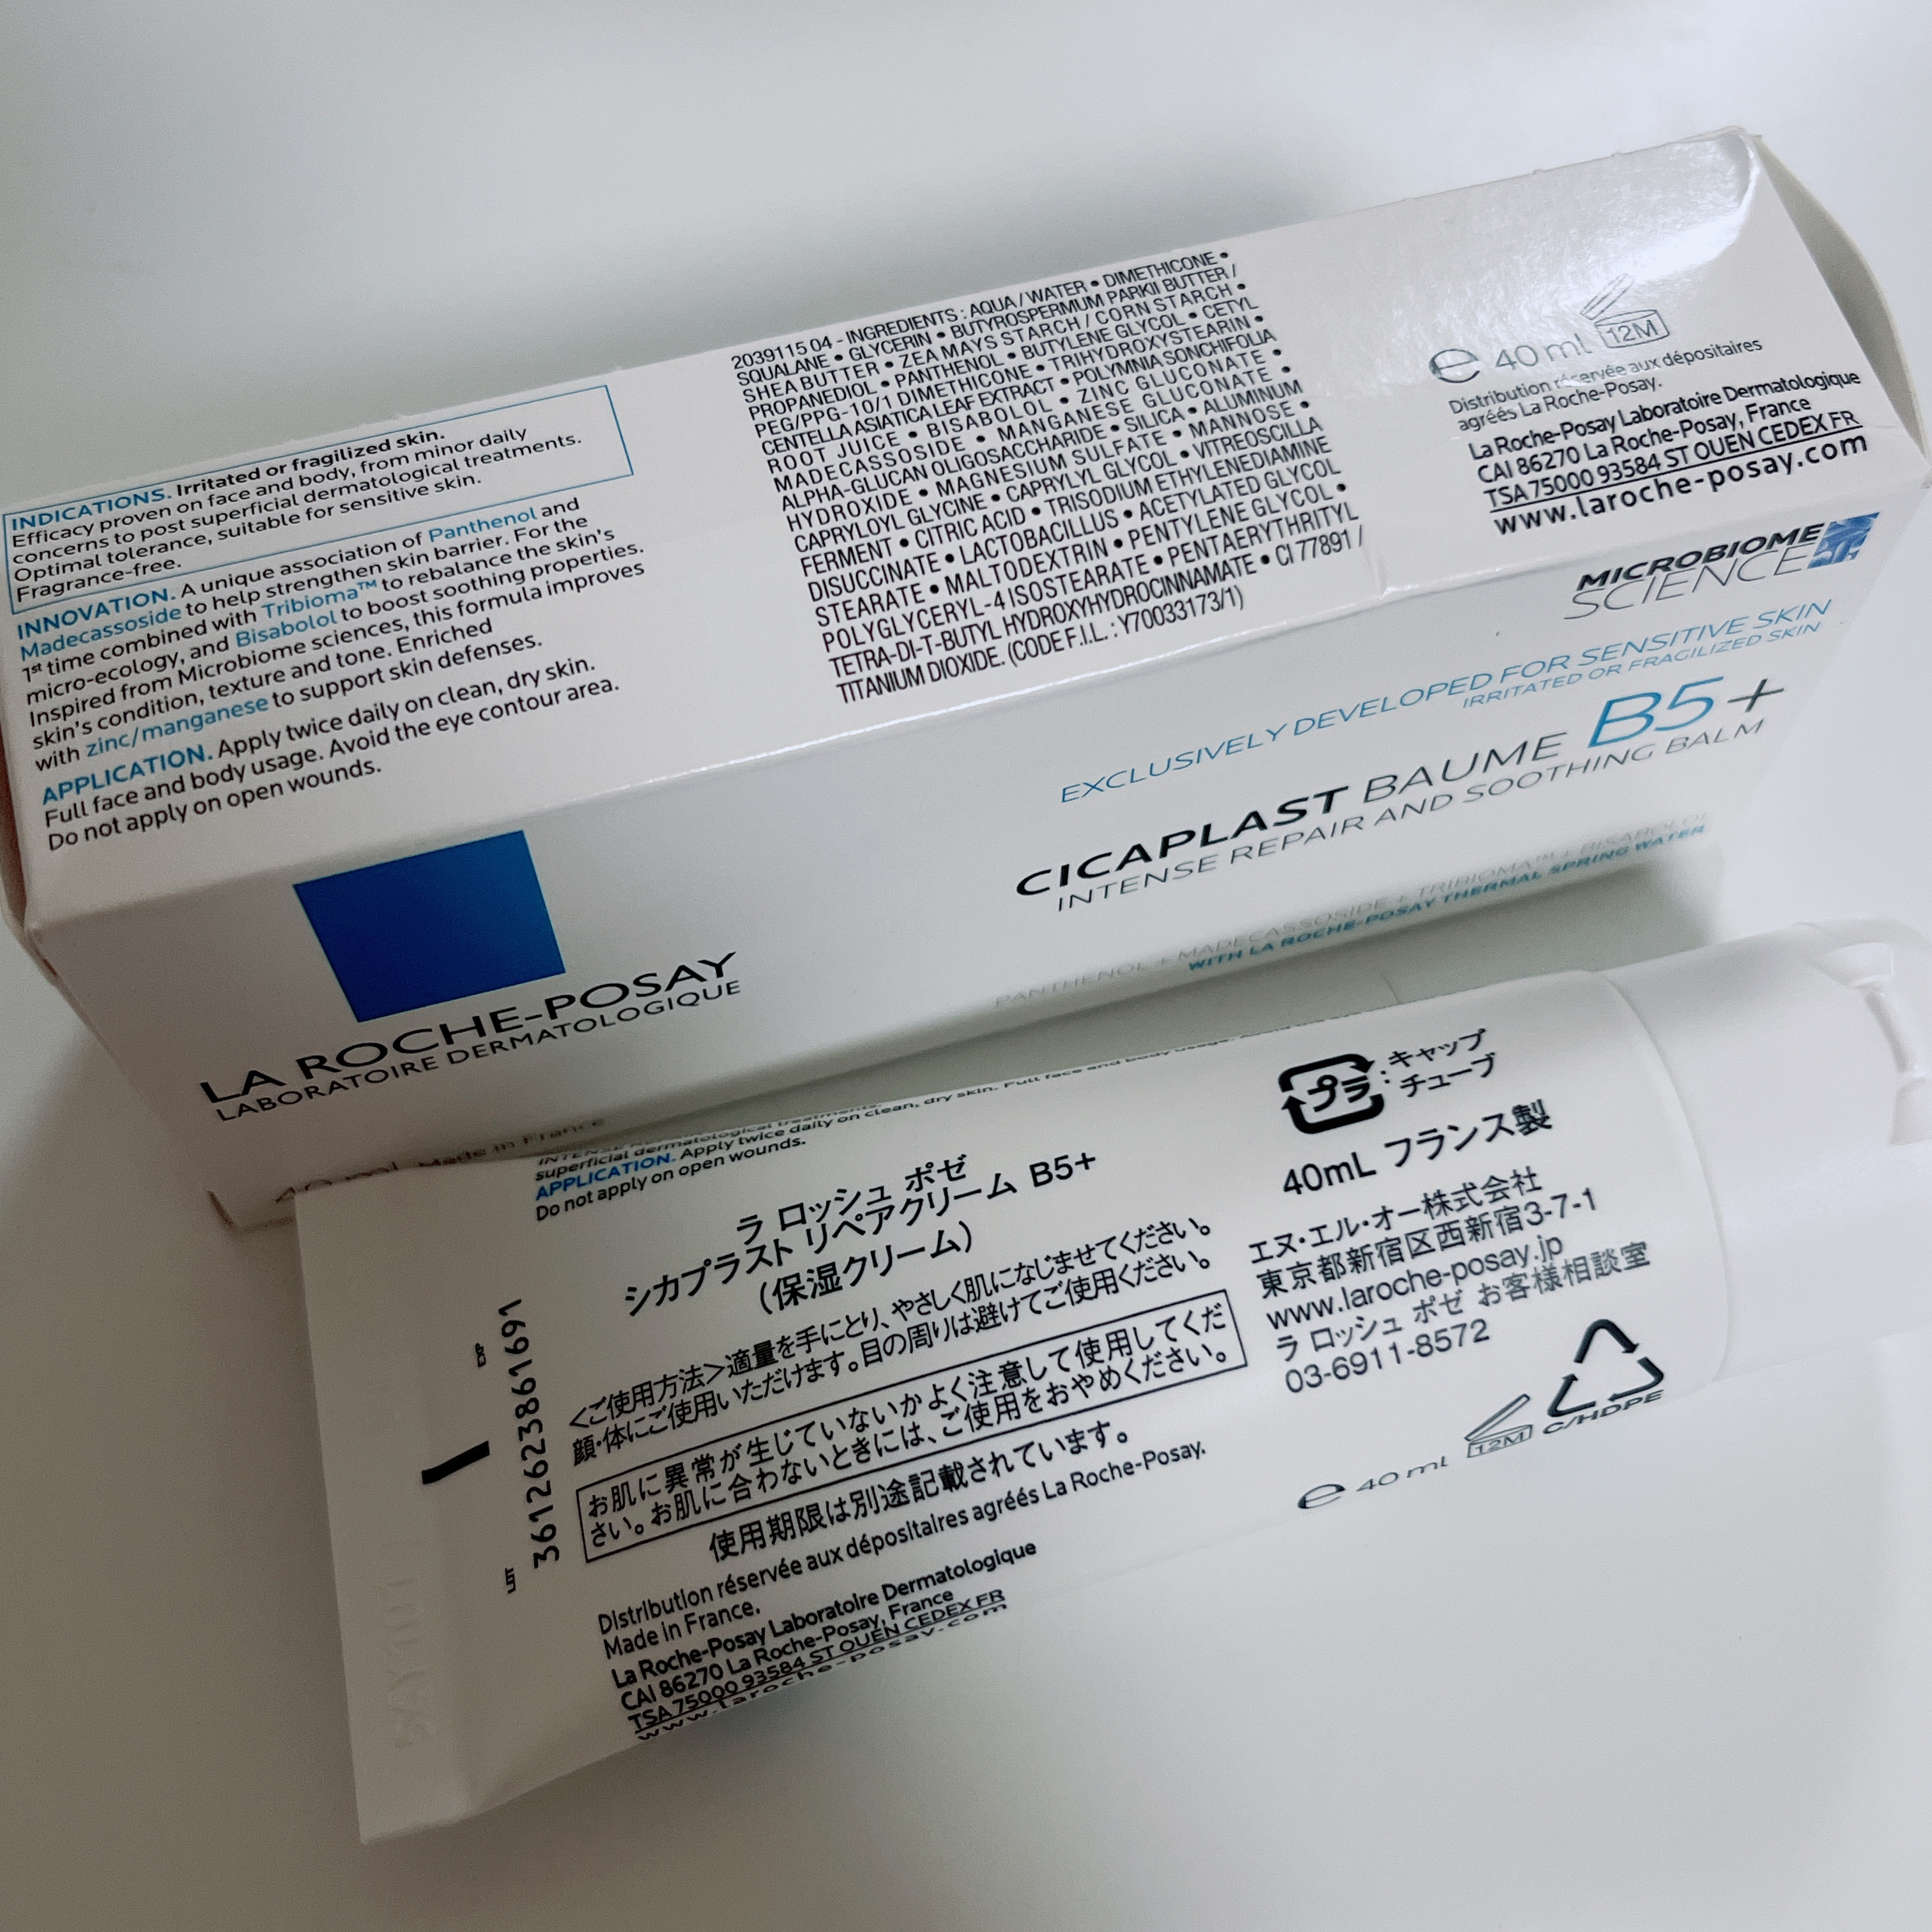 INDICATIONS. Irritated or fragilized skin.
Efficacy proven on face and body, from minor daily
concerns to post superficial dermatological treatments.
Optimal tolerance, suitable for sensitive skin.
Fragrance-free.
INNOVATION. A unique association of Panthenol and
Madecassoside to help strengthen skin barrier. For the
1st time combined with Tribioma™ to rebalance the skin's
micro-ecology, and Bisabolol to boost soothing properties.
Inspired from Microbiome sciences, this formula improves
skin's condition, texture and tone. Enriched
with zinc/manganese to support skin defenses.
APPLICATION. Apply twice daily on clean, dry skin.
Full face and body usage. Avoid the eye contour area.
Do not apply on open wounds.
2039115 04 - INGREDIENTS : AQUA / WATER • DIMETHICONE •
SQUALANE • GLYCERIN • BUTYROSPERMUM PARKII BUTTER /
SHEA BUTTER • ZEA MAYS STARCH / CORN STARCH •
PROPANEDIOL • PANTHENOL • BUTYLENE GLYCOL • CETYL
PEG/PPG-10/1 DIMETHICONE • TRIHYDROXYSTEARIN •
CENTELLA ASIATICA LEAF EXTRACT • POLYMNIA SONCHIFOLIA
ROOT JUICE • BISABOLOL • ZINC GLUCONATE •
MADECASSOSIDE • MANGANESE GLUCONATE •
ALPHA-GLUCAN OLIGOSACCHARIDE • SILICA • ALUMINUM
HYDROXIDE • MAGNESIUM SULFATE • MANNOSE •
CAPRYLOYL GLYCINE • CAPRYLYL GLYCOL • VITREOSCILLA
FERMENT • CITRIC ACID • TRISODIUM ETHYLENEDIAMINE
DISUCCINATE • LACTOBACILLUS • ACETYLATED GLYCOL
STEARATE • MALTODEXTRIN • PENTYLENE GLYCOL •
POLYGLYCERYL-4 ISOSTEARATE • PENTAERYTHRITYL
TETRA-DI-T-BUTYL HYDROXYHYDROCINNAMATE • CI 77891 /
TITANIUM DIOXIDE. (CODE F.I.L. : Y70033173/1)
e 40 ml 12M
Distribution réservée aux dépositaires
agréés La Roche-Posay.
La Roche-Posay Laboratoire Dermatologique
CAI 86270 La Roche-Posay, France
TSA 75000 93584 ST OUEN CEDEX FR
www.laroche-posay.com
MICROBIOME
SCIENCE
EXCLUSIVELY DEVELOPED FOR SENSITIVE SKIN
IRRITATED OR FRAGILIZED SKIN
CICAPLAST BAUME B5+
INTENSE REPAIR AND SOOTHING BALM
PANTHENOL + MADECASSOSIDE + TRIBIOMA™ + BISABOLOL
WITH LA ROCHE-POSAY THERMAL SPRING WATER
LA ROCHE-POSAY
LABORATOIRE DERMATOLOGIQUE
40 ml Made in France
superficial dermatological treatments.
APPLICATION. Apply twice daily on clean, dry skin. Full face and body usage.
Do not apply on open wounds.
ラ ロッシュ ポゼ
シカプラスト リペアクリーム B5+
(保湿クリーム)
<ご使用方法>適量を手にとり、やさしく肌になじませてください。
顔・体にご使用いただけます。目の周りは避けてご使用ください。
お肌に異常が生じていないかよく注意して使用してくだ
さい。お肌に合わないときには、ご使用をおやめください。
使用期限は別途記載されています。
Distribution réservée aux dépositaires agréés La Roche-Posay.
Made in France.
La Roche-Posay Laboratoire Dermatologique
CAI 86270 La Roche-Posay, France
TSA 75000 93584 ST OUEN CEDEX FR
www.laroche-posay.com
3612623861691
プラ:キャップ
チューブ
40mL フランス製
エヌ・エル・オー株式会社
東京都新宿区西新宿3-7-1
www.laroche-posay.jp
ラ ロッシュ ポゼ お客様相談室
03-6911-8572
e 40 ml 12M C/HDPE